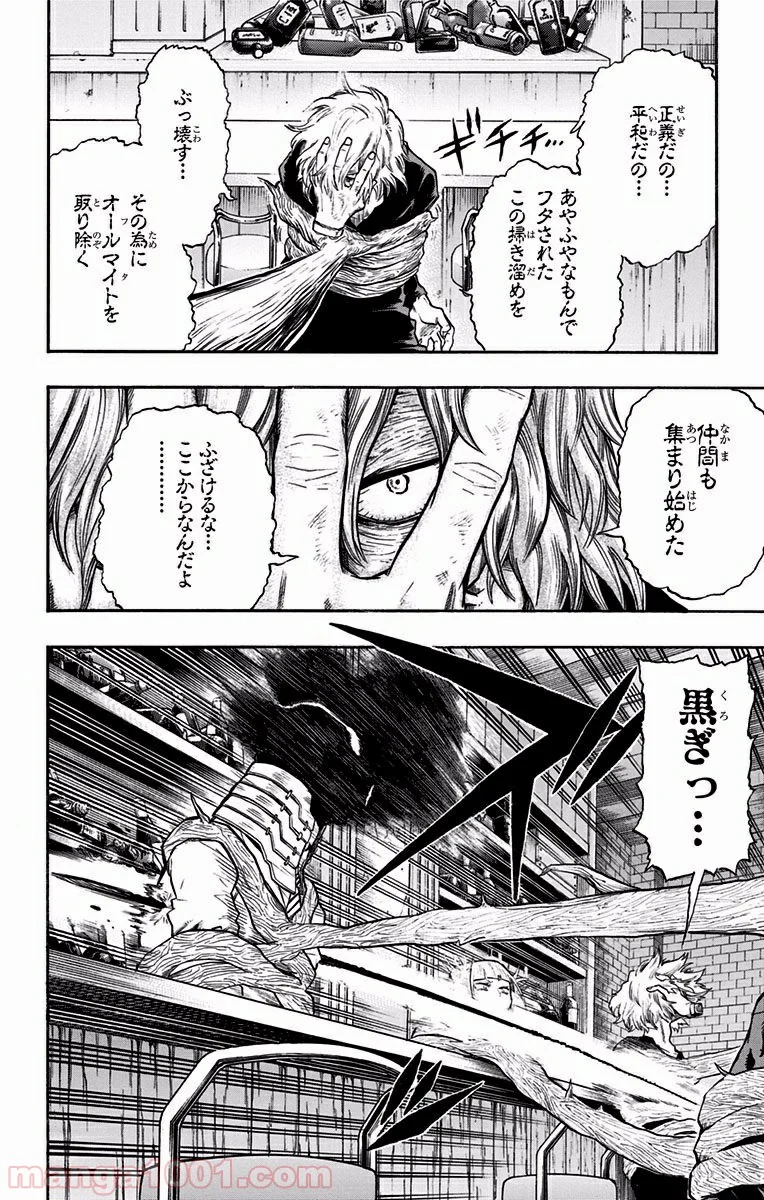 正義だの…
平和だの…
あやふやなもんで
フタされた
この掃き溜めを
ギチチ…
ぶっ壊す…
その為に
オールマイトを
取り除く
仲間も
集まり始めた
ふざけるな…
ここからなんだよ
…………
黒ぎっ…
manga1001.com